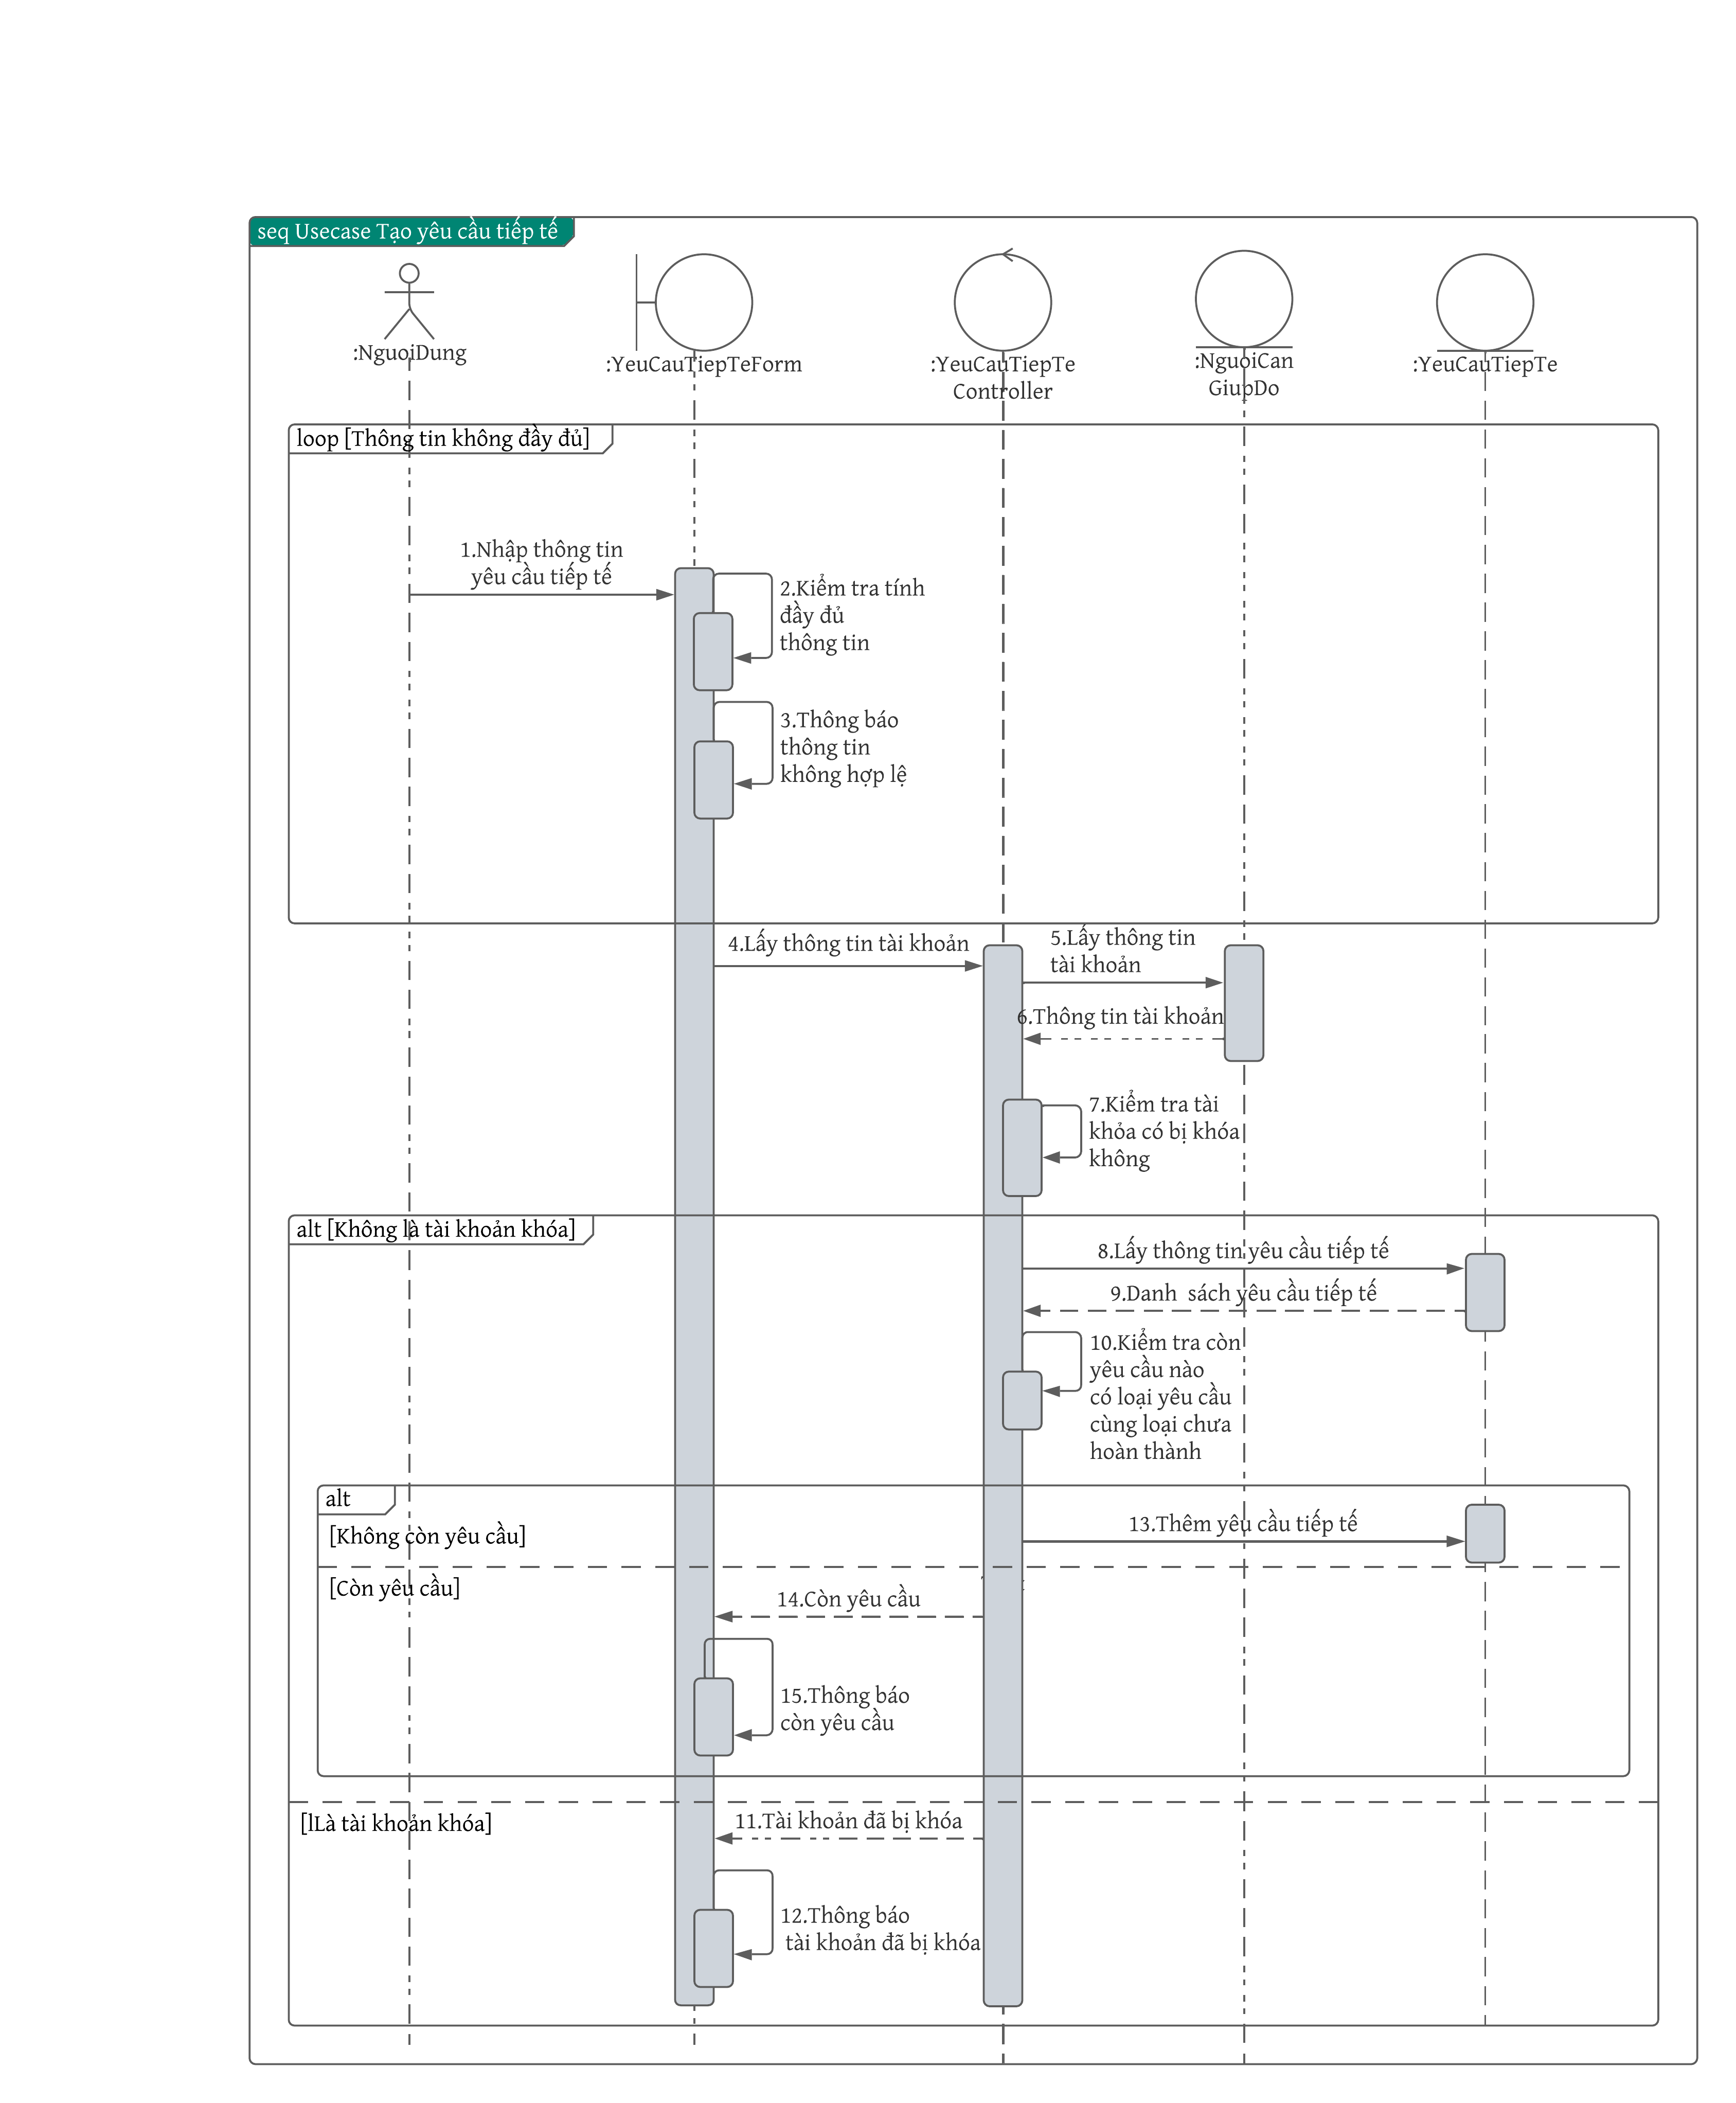 seq Usecase Tạo yêu cầu tiếp tế
:NguoiDung
:YeuCauTiepTeForm
:YeuCauTiepTe
Controller
:NguoiCan
GiupDo
:YeuCauTiepTe
loop [Thông tin không đầy đủ]
1.Nhập thông tin
yêu cầu tiếp tế
2.Kiểm tra tính
đầy đủ
thông tin
3.Thông báo
thông tin
không hợp lệ
4.Lấy thông tin tài khoản
5.Lấy thông tin
tài khoản
6.Thông tin tài khoản
7.Kiểm tra tài
khỏa có bị khóa
không
alt [Không là tài khoản khóa]
8.Lấy thông tin yêu cầu tiếp tế
9.Danh  sách yêu cầu tiếp tế
10.Kiểm tra còn
yêu cầu nào
có loại yêu cầu
cùng loại chưa
hoàn thành
alt
[Không còn yêu cầu]
13.Thêm yêu cầu tiếp tế
[Còn yêu cầu]
14.Còn yêu cầu
15.Thông báo
còn yêu cầu
[lLà tài khoản khóa]
11.Tài khoản đã bị khóa
12.Thông báo
tài khoản đã bị khóa